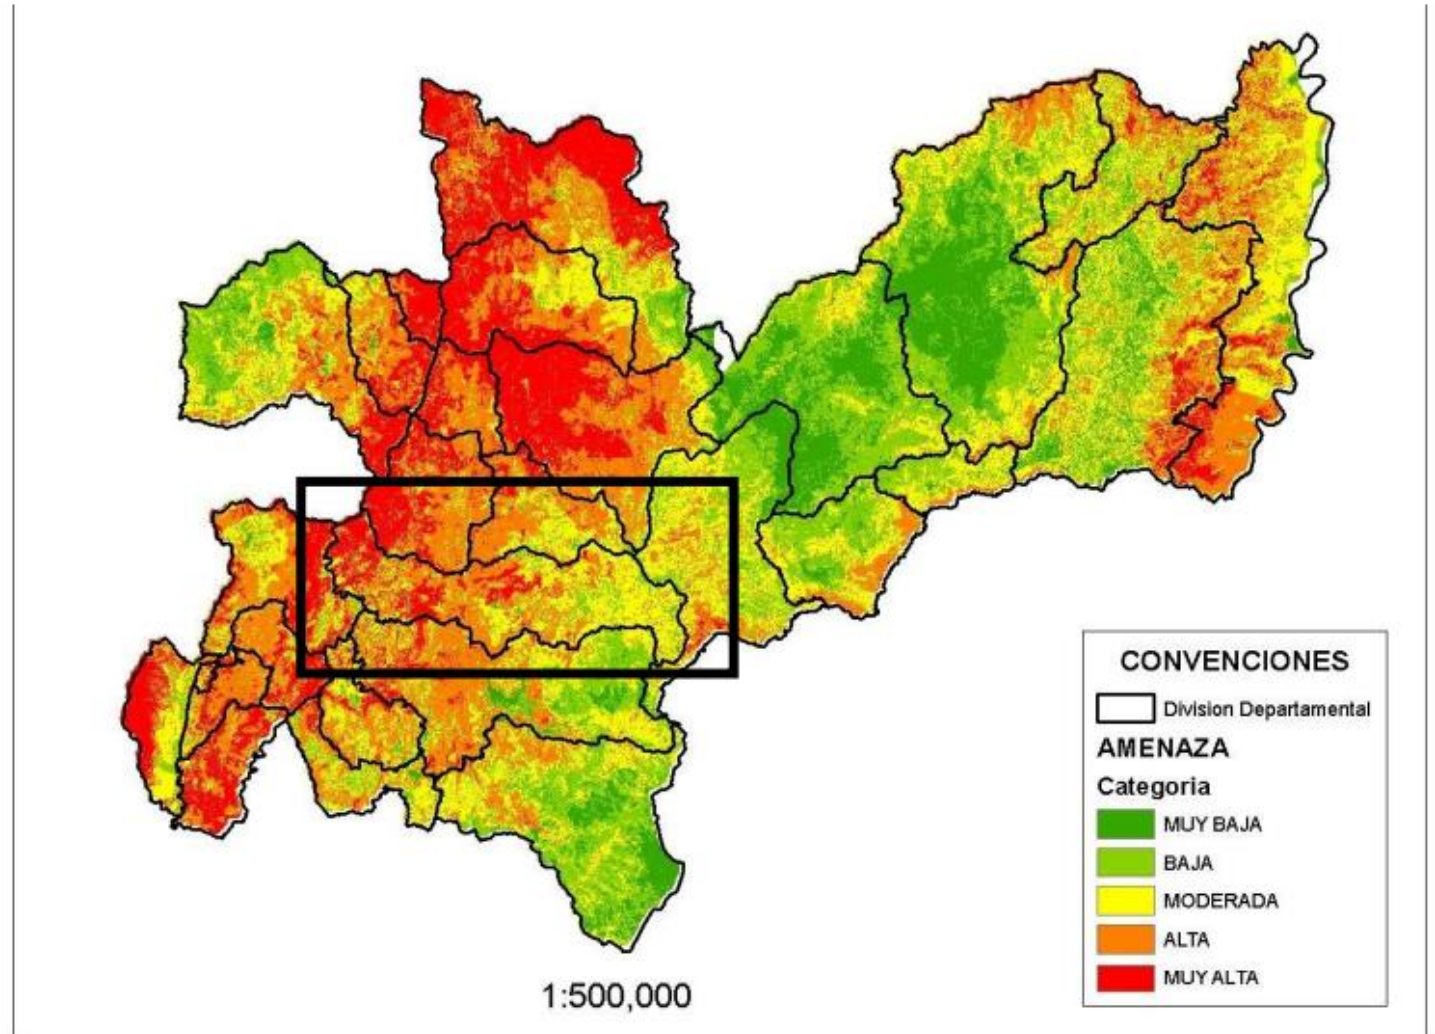 CONVENCIONES
Division Departamental
AMENAZA
Categoria
MUY BAJA
BAJA
MODERADA
ALTA
MUY ALTA
1:500,000